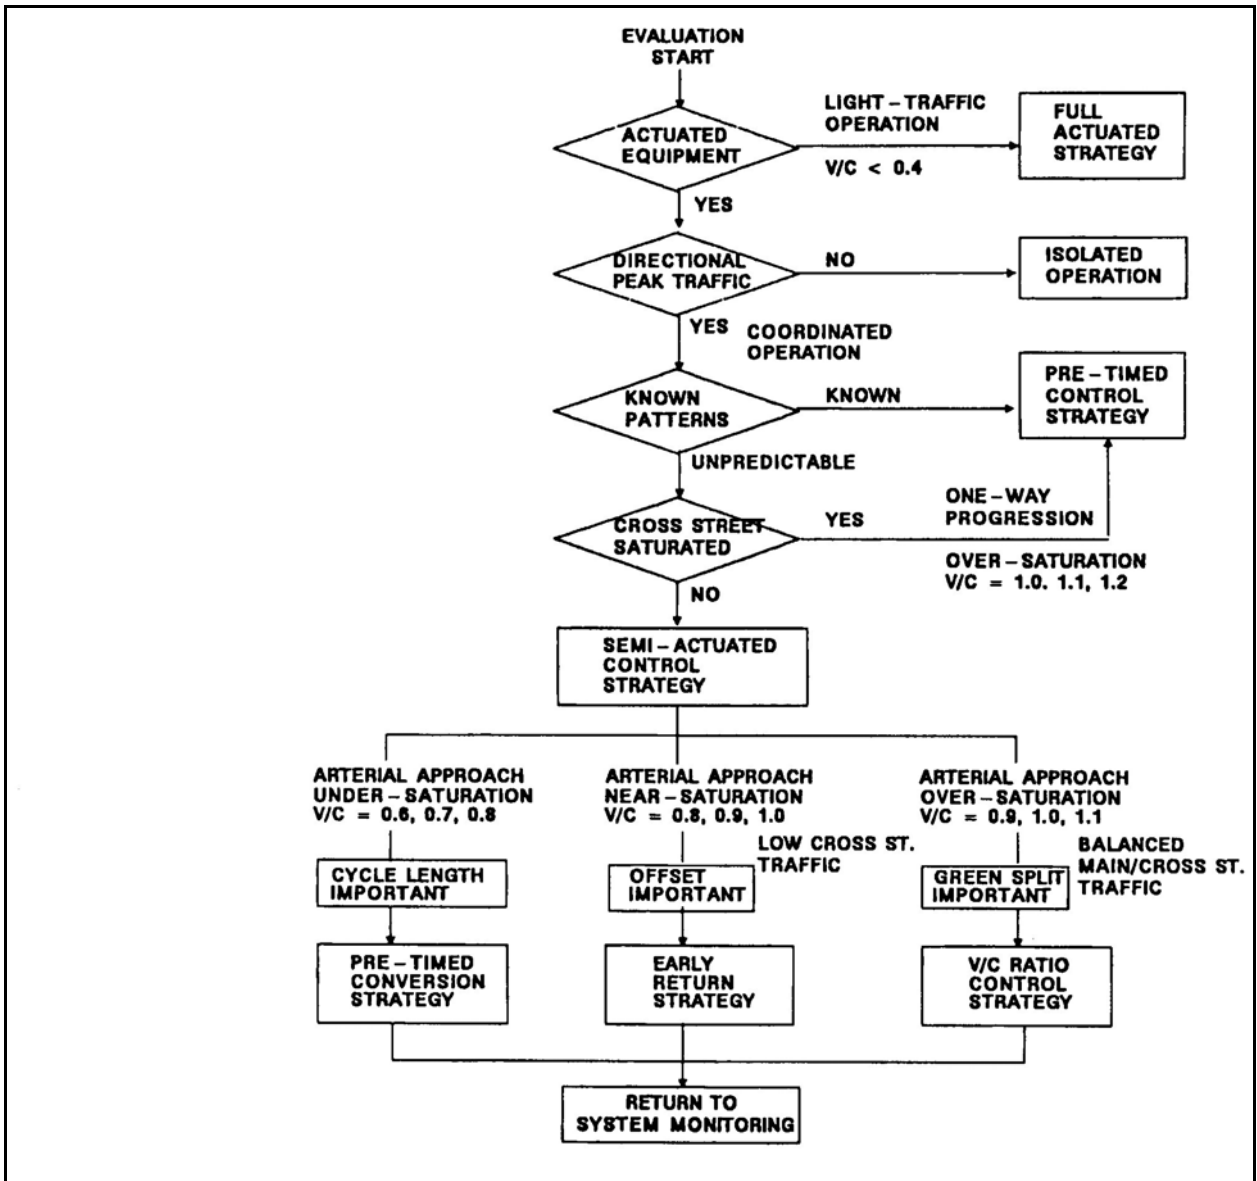 EVALUATION
START
ACTUATED
EQUIPMENT
LIGHT-TRAFFIC
OPERATION
V/C < 0.4
FULL
ACTUATED
STRATEGY
YES
DIRECTIONAL
PEAK TRAFFIC
NO
ISOLATED
OPERATION
YES
COORDINATED
OPERATION
KNOWN
PATTERNS
KNOWN
PRE-TIMED
CONTROL
STRATEGY
UNPREDICTABLE
CROSS STREET
SATURATED
YES
ONE-WAY
PROGRESSION
OVER-SATURATION
V/C = 1.0. 1.1, 1.2
NO
SEMI-ACTUATED
CONTROL
STRATEGY
ARTERIAL APPROACH
UNDER-SATURATION
V/C = 0.6, 0.7, 0.8
ARTERIAL APPROACH
NEAR-SATURATION
V/C = 0.8, 0.9, 1.0
ARTERIAL APPROACH
OVER-SATURATION
V/C = 0.9, 1.0, 1.1
LOW CROSS ST.
TRAFFIC
BALANCED
MAIN/CROSS ST.
TRAFFIC
CYCLE LENGTH
IMPORTANT
OFFSET
IMPORTANT
GREEN SPLIT
IMPORTANT
PRE-TIMED
CONVERSION
STRATEGY
EARLY
RETURN
STRATEGY
V/C RATIO
CONTROL
STRATEGY
RETURN TO
SYSTEM MONITORING